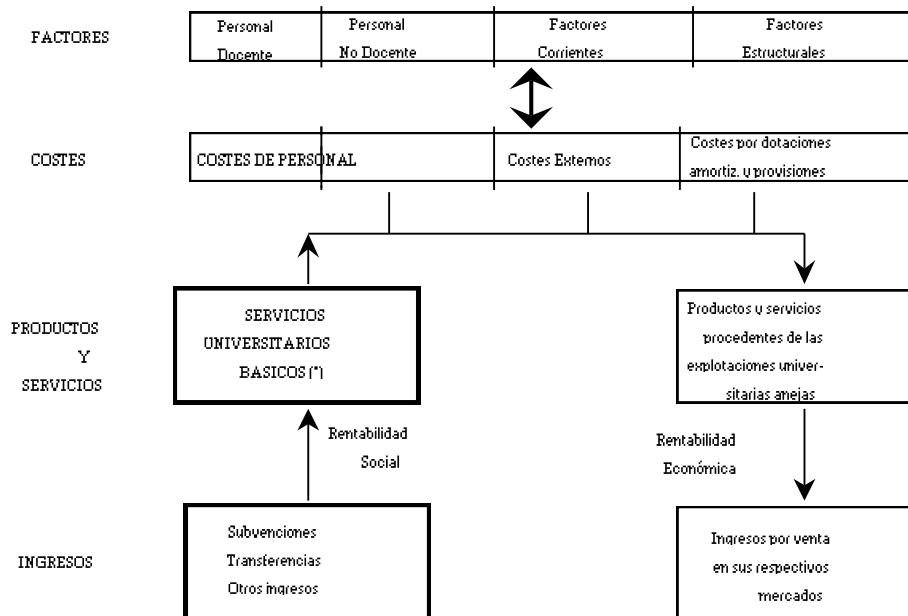 FACTORES
Personal
Docente
Personal
No Docente
Factores
Corrientes
Factores
Estructurales
COSTES
COSTES DE PERSONAL
Costes Externos
Costes por dotaciones
amortiz. y provisiones
PRODUCTOS
Y
SERVICIOS
SERVICIOS
UNIVERSITARIOS
BASICOS (*)
Productos y servicios
procedentes de las
explotaciones univer-
sitarias anejas
Rentabilidad
Social
Rentabilidad
Económica
INGRESOS
Subvenciones
Transferencias
Otros ingresos
Ingresos por venta
en sus respectivos
mercados